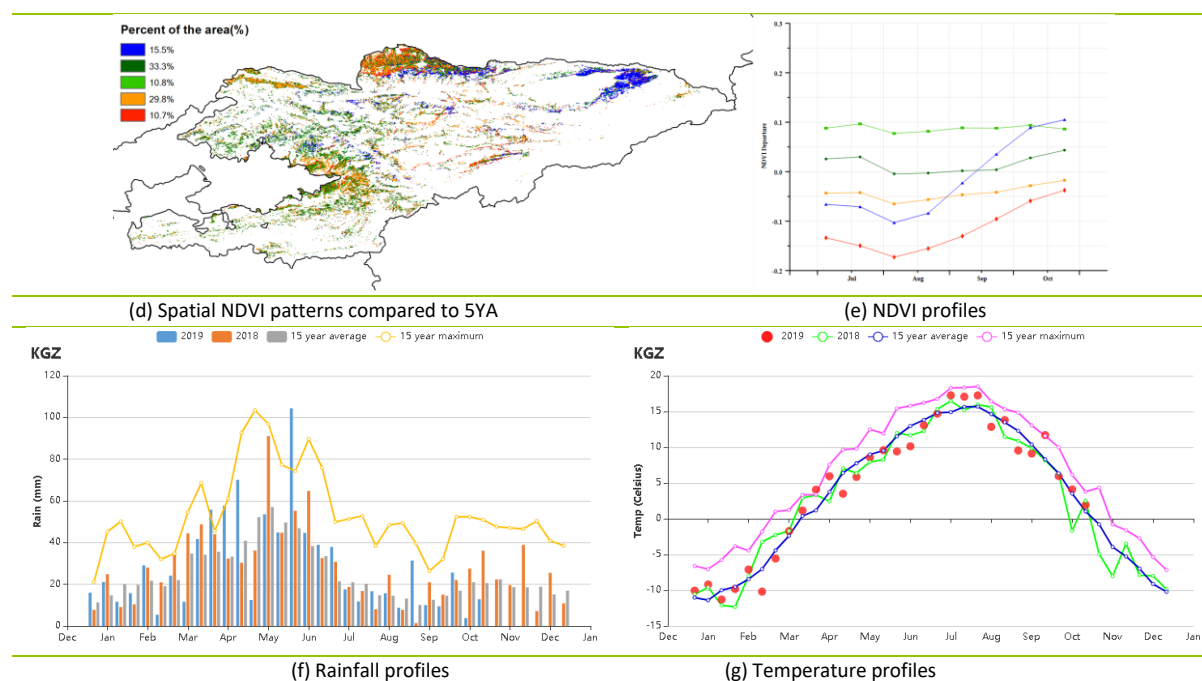 Percent of the area(%)
15.5%
33.3%
10.8%
29.8%
10.7%
NDVI Departure
0.3
0.2
0.1
0.0
-0.1
-0.2
Jul Aug Sep Oct
(d) Spatial NDVI patterns compared to 5YA
(e) NDVI profiles
2019 2018 15 year average 15 year maximum
KGZ
Rain (mm)
120
100
80
60
40
20
0
Dec Jan Feb Mar Apr May Jun Jul Aug Sep Oct Nov Dec Jan
2019 2018 15 year average 15 year maximum
KGZ
Temp (Celsius)
20
15
10
5
0
-5
-10
-15
Dec Jan Feb Mar Apr May Jun Jul Aug Sep Oct Nov Dec Jan
(f) Rainfall profiles
(g) Temperature profiles